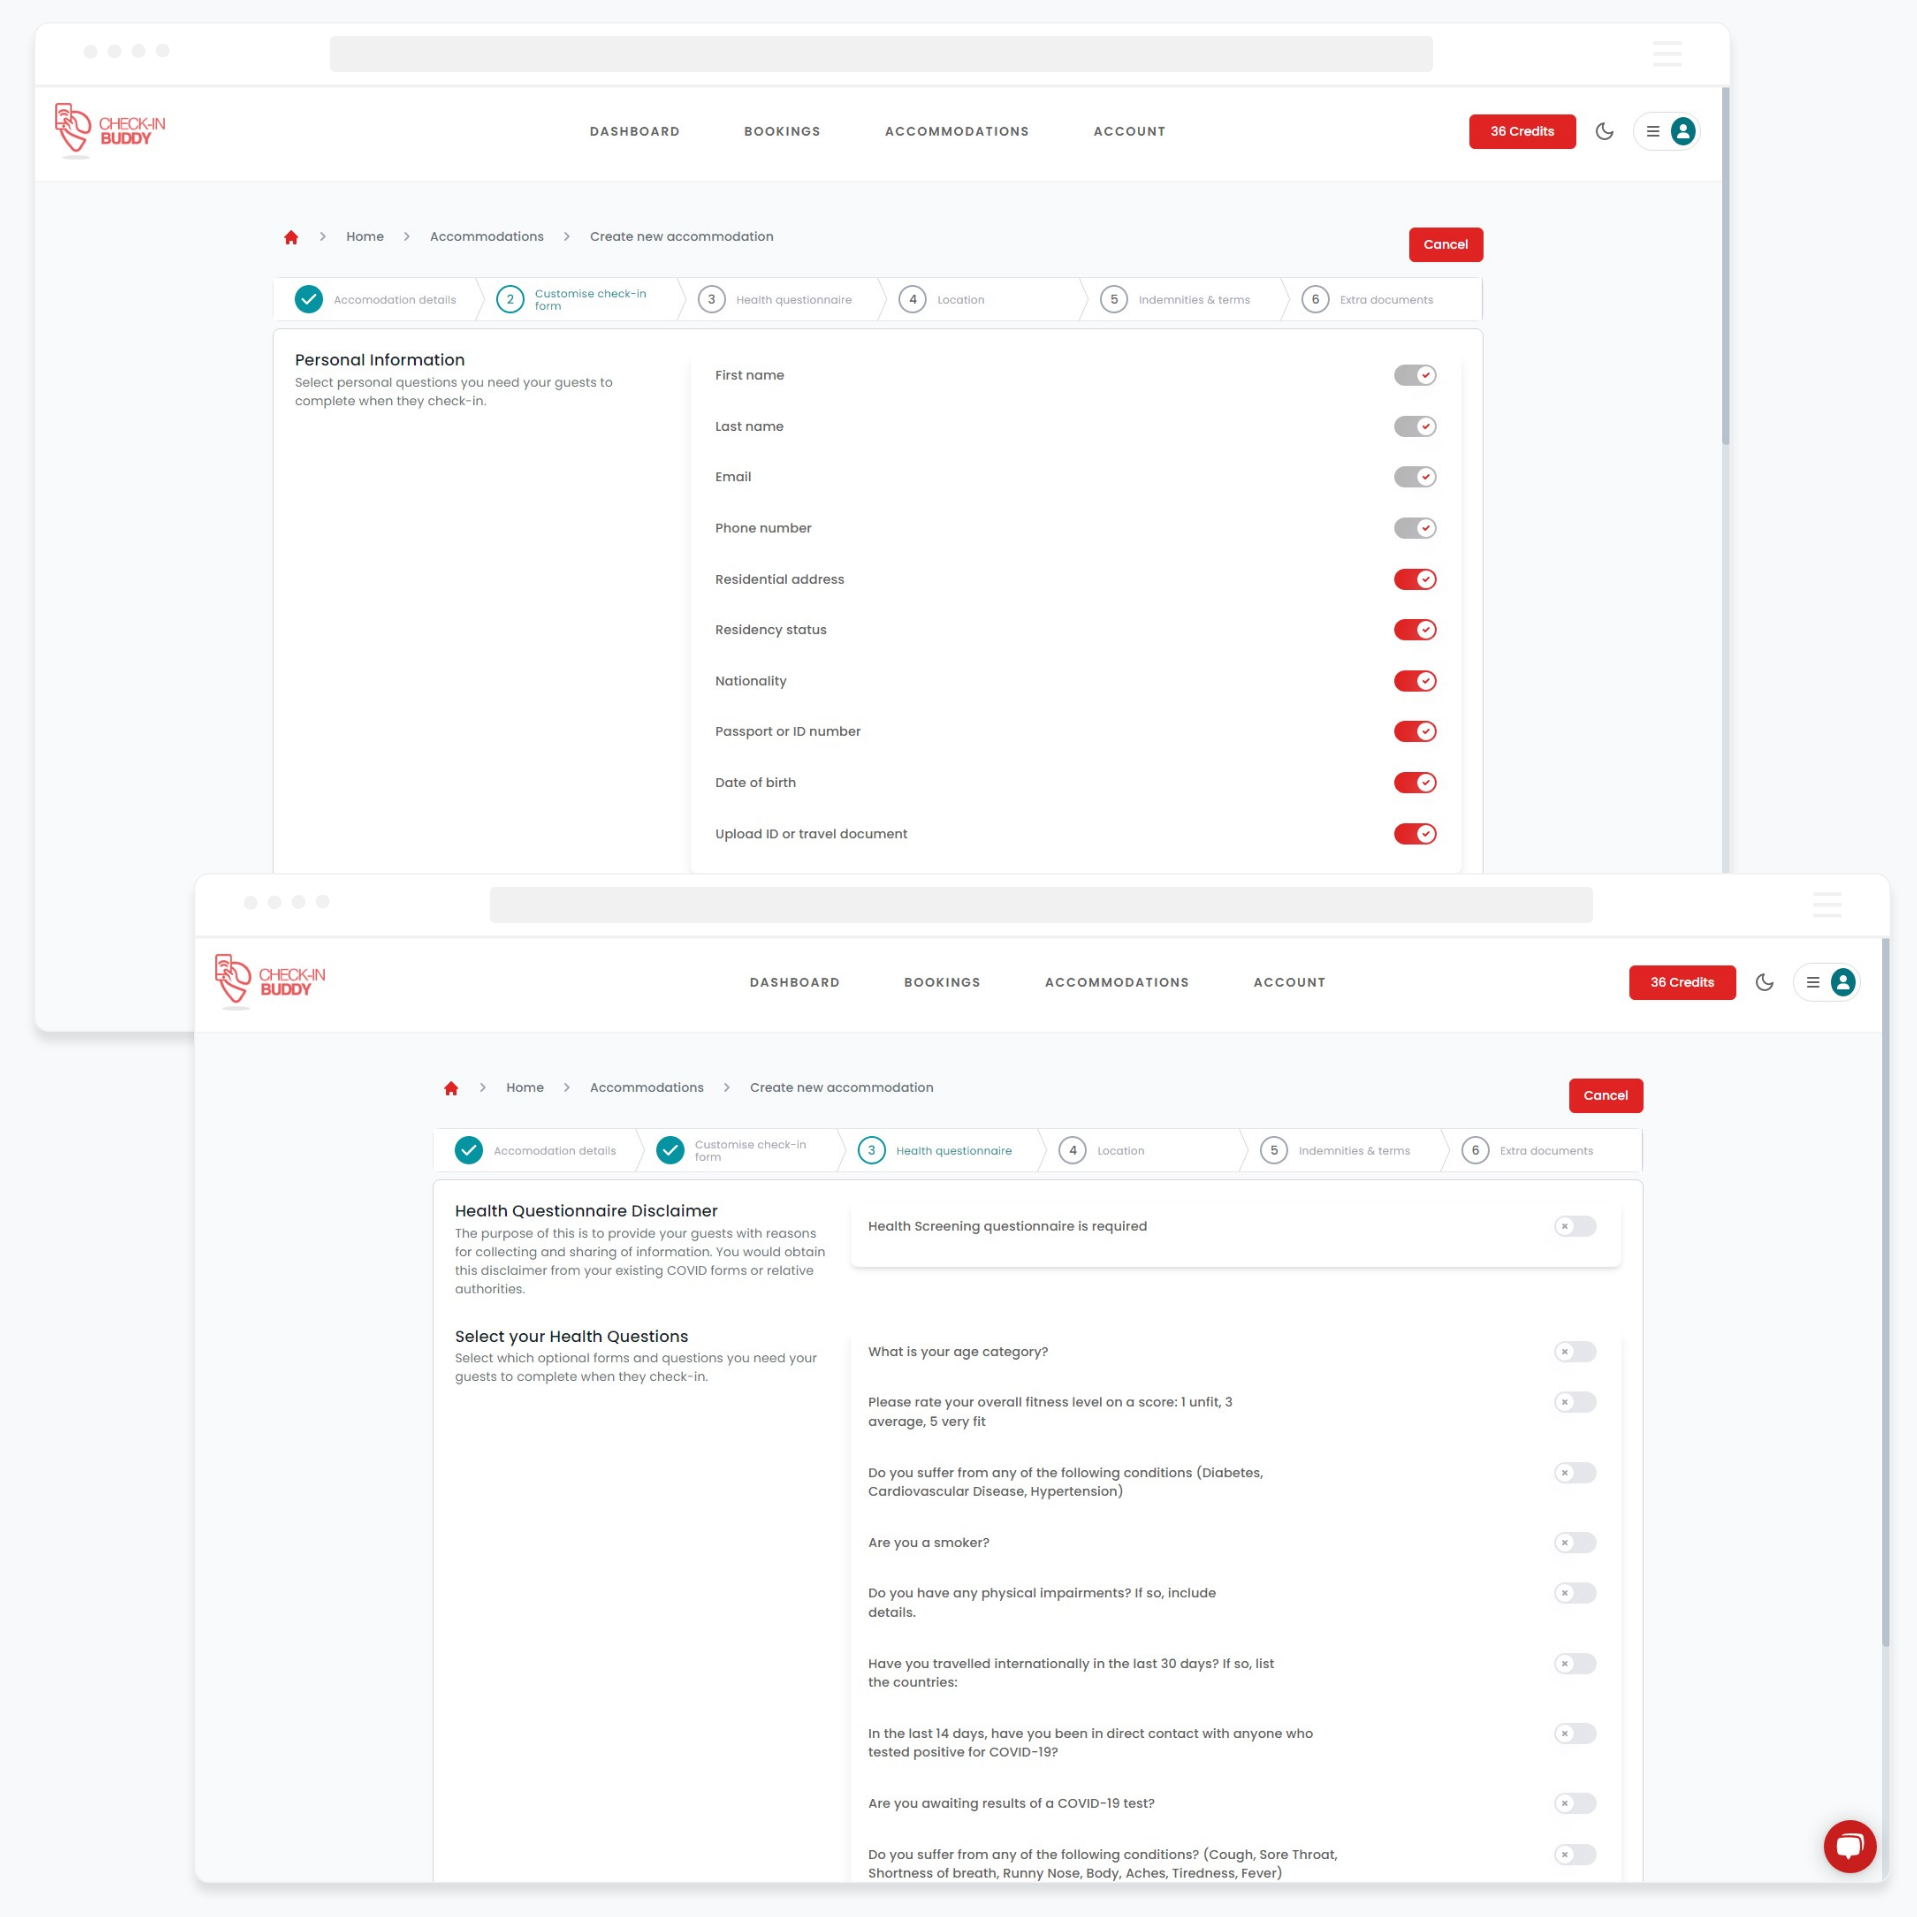 CHECK-IN
BUDDY
DASHBOARD
BOOKINGS
ACCOMMODATIONS
ACCOUNT
36 Credits
Home
Accommodations
Create new accommodation
Cancel
Accomodation details
2
Customise check-in
form
3
Health questionnaire
4
Location
5
Indemnities & terms
6
Extra documents
Personal Information
Select personal questions you need your guests to
complete when they check-in.
First name
Last name
Email
Phone number
Residential address
Residency status
Nationality
Passport or ID number
Date of birth
Upload ID or travel document
CHECK-IN
BUDDY
DASHBOARD
BOOKINGS
ACCOMMODATIONS
ACCOUNT
36 Credits
Home
Accommodations
Create new accommodation
Cancel
Accomodation details
Customise check-in
form
3
Health questionnaire
4
Location
5
Indemnities & terms
6
Extra documents
Health Questionnaire Disclaimer
The purpose of this is to provide your guests with reasons
for collecting and sharing of information. You would obtain
this disclaimer from your existing COVID forms or relative
authorities.
Health Screening questionnaire is required
Select your Health Questions
Select which optional forms and questions you need your
guests to complete when they check-in.
What is your age category?
Please rate your overall fitness level on a score: 1 unfit, 3
average, 5 very fit
Do you suffer from any of the following conditions (Diabetes,
Cardiovascular Disease, Hypertension)
Are you a smoker?
Do you have any physical impairments? If so, include
details.
Have you travelled internationally in the last 30 days? If so, list
the countries:
In the last 14 days, have you been in direct contact with anyone who
tested positive for COVID-19?
Are you awaiting results of a COVID-19 test?
Do you suffer from any of the following conditions? (Cough, Sore Throat,
Shortness of breath, Runny Nose, Body, Aches, Tiredness, Fever)